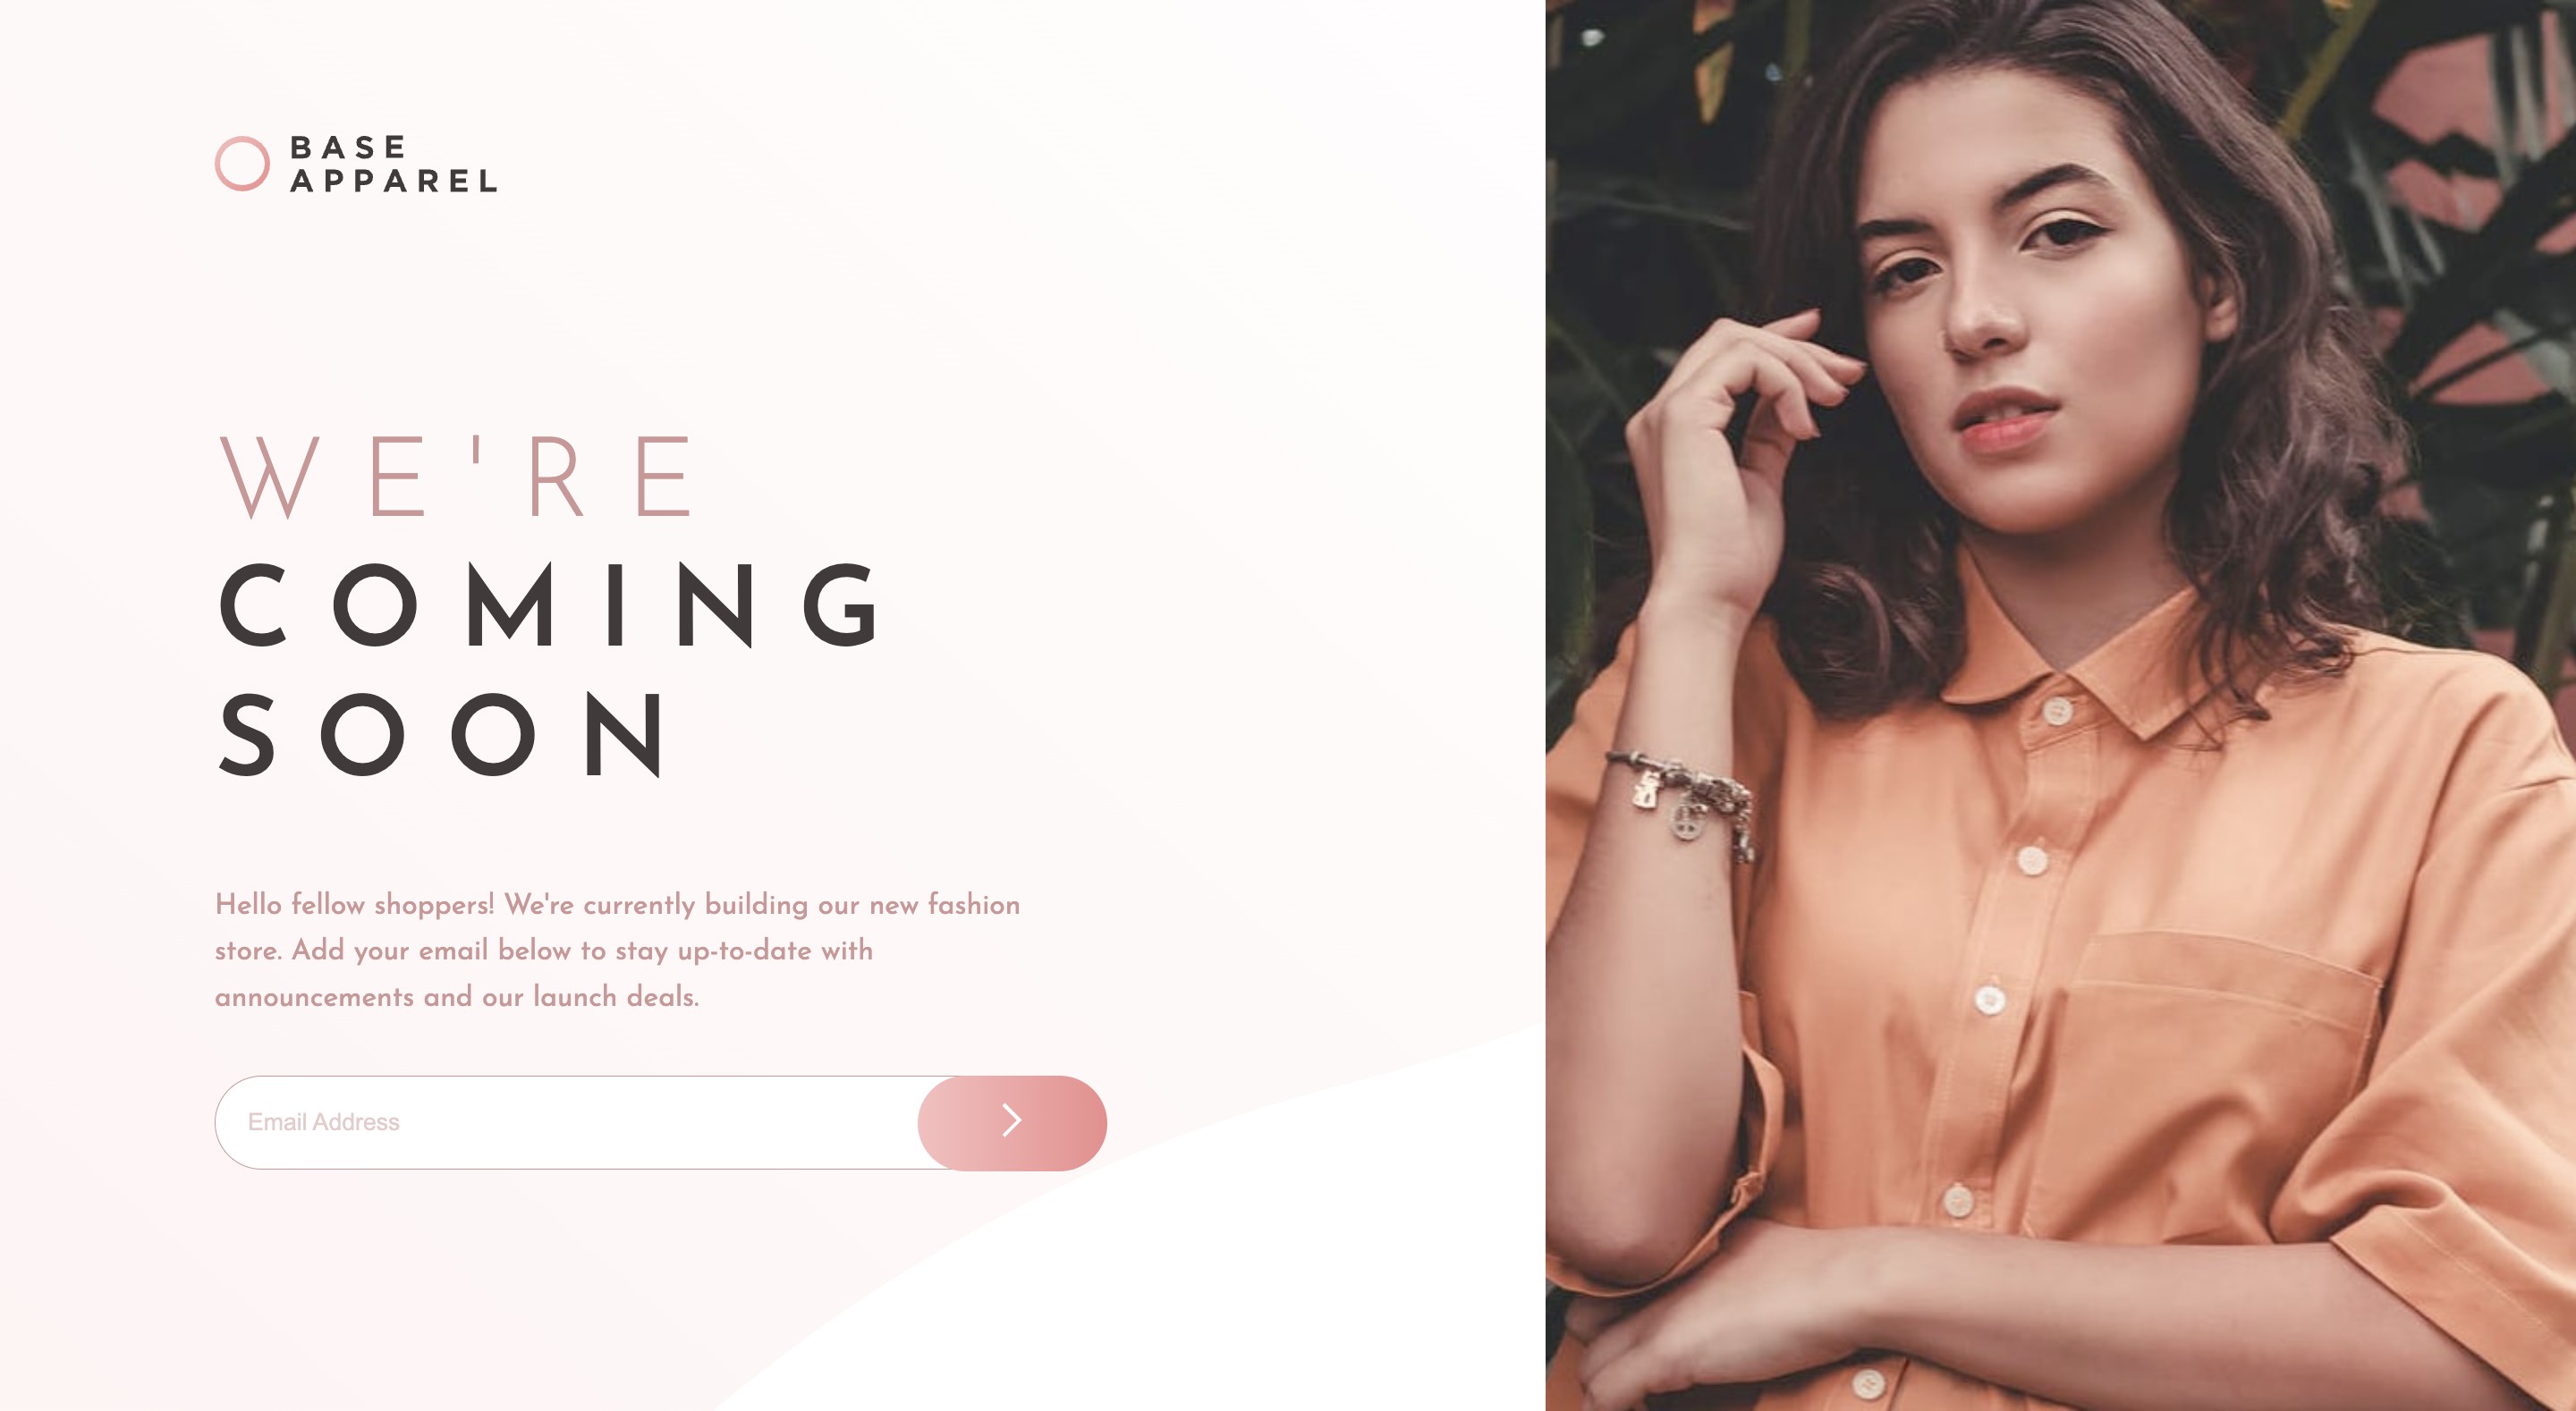 BASE
APPAREL
WE'RE
COMING
SOON
Hello fellow shoppers! We're currently building our new fashion
store. Add your email below to stay up-to-date with
announcements and our launch deals.
Email Address